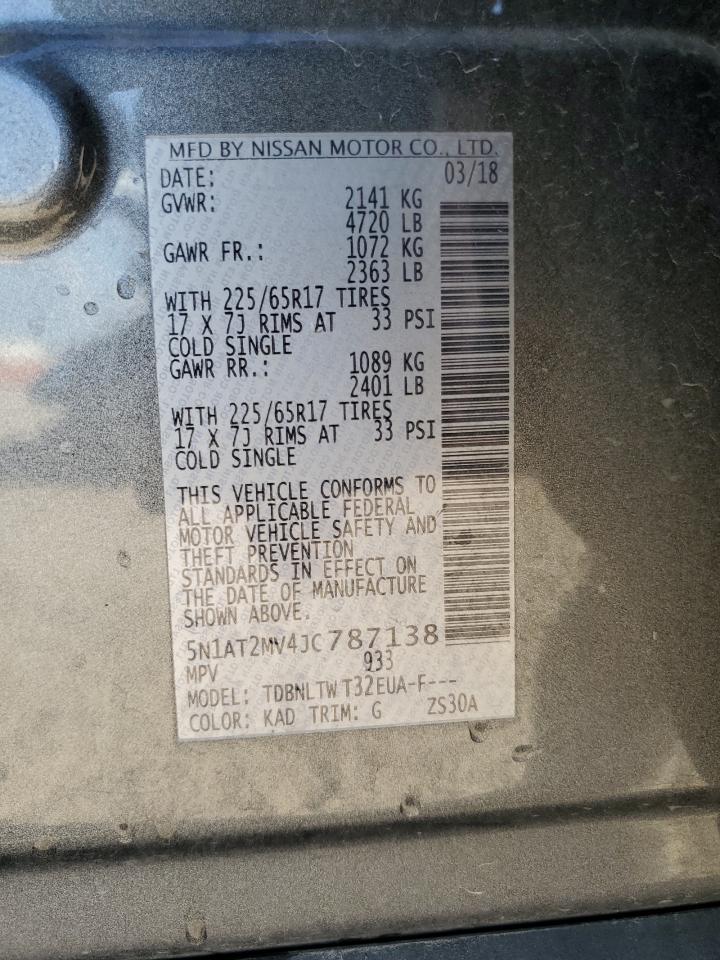 MFD BY NISSAN MOTOR CO., LTD.
DATE: 03/18
GVWR: 2141 KG
4720 LB
GAWR FR.: 1072 KG
2363 LB
WITH 225/65R17 TIRES
17 X 7J RIMS AT 33 PSI
COLD SINGLE
GAWR RR.: 1089 KG
2401 LB
WITH 225/65R17 TIRES
17 X 7J RIMS AT 33 PSI
COLD SINGLE
THIS VEHICLE CONFORMS TO
ALL APPLICABLE FEDERAL
MOTOR VEHICLE SAFETY AND
THEFT PREVENTION
STANDARDS IN EFFECT ON
THE DATE OF MANUFACTURE
SHOWN ABOVE.
5N1AT2MV4JC787138
MPV 933
MODEL: TDBNLTW T32EUA-F---
COLOR: KAD TRIM: G ZS30A